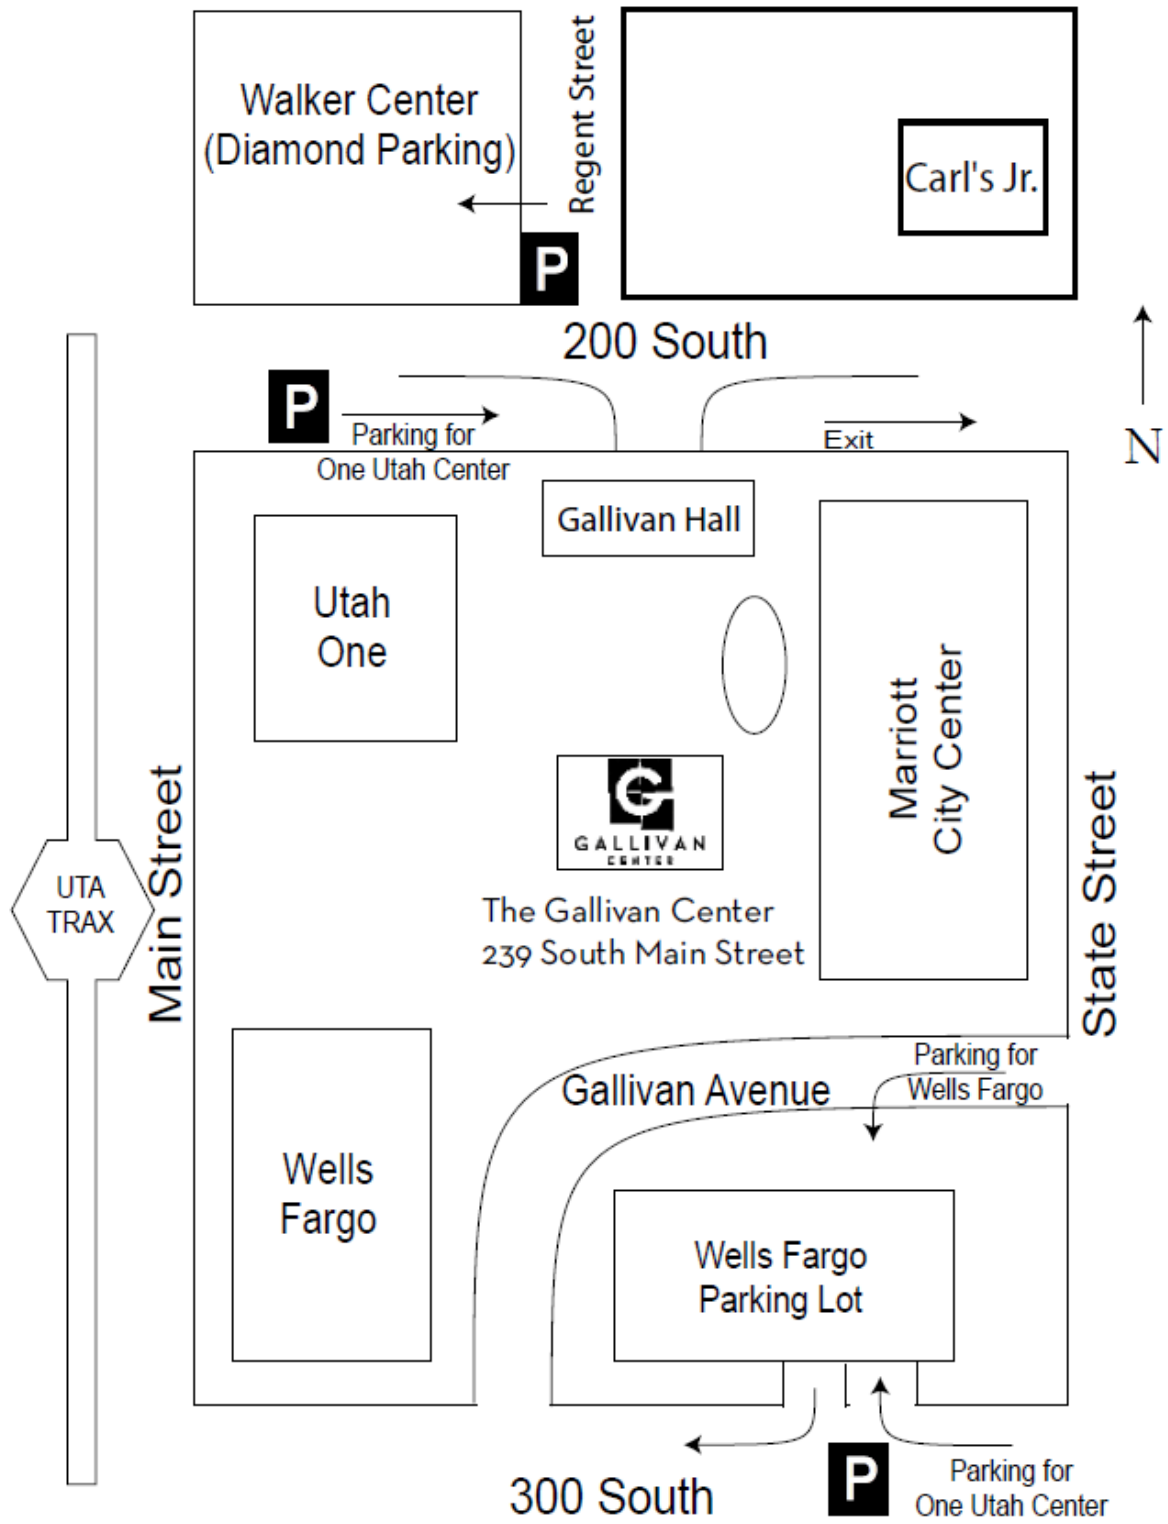 Walker Center
(Diamond Parking)
Regent Street
Carl's Jr.
P
200 South
P
Parking for
One Utah Center
Exit
N
Gallivan Hall
Utah
One
Marriott
City Center
G
GALLIVAN
CENTER
The Gallivan Center
239 South Main Street
UTA
TRAX
Main Street
State Street
Parking for
Wells Fargo
Gallivan Avenue
Wells
Fargo
Wells Fargo
Parking Lot
P
300 South
Parking for
One Utah Center